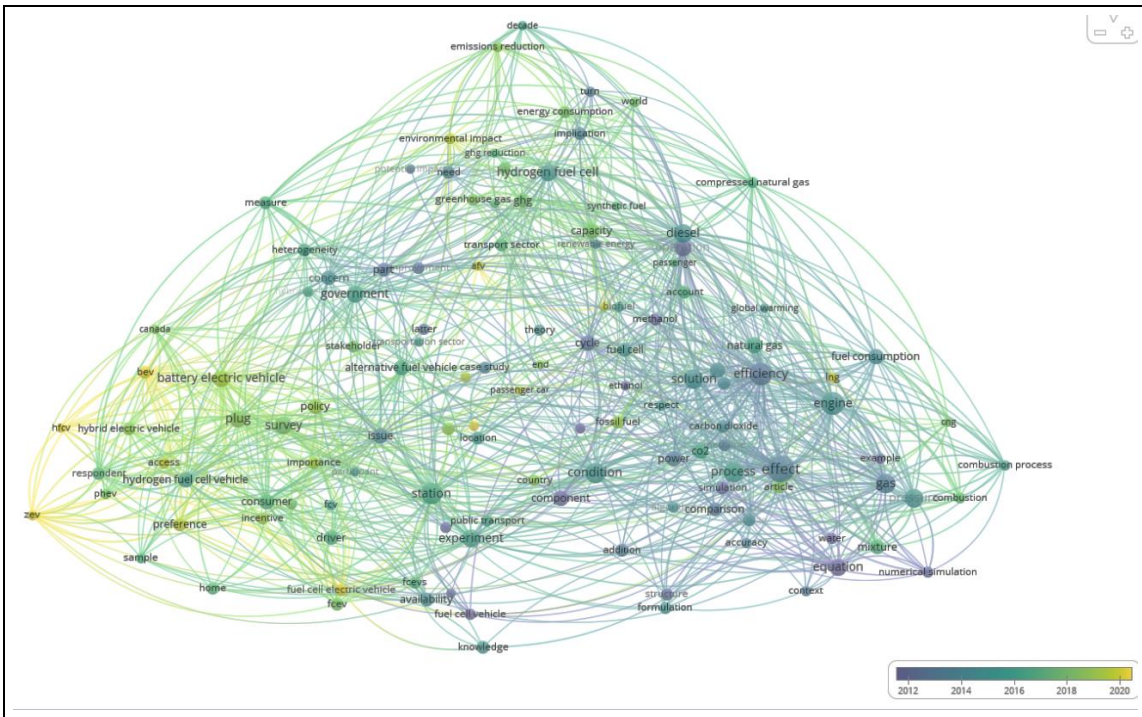 decade
emissions reduction
turn
world
energy consumption
implication
environmental impact
ghg reduction
need
hydrogen fuel cell
compressed natural gas
measure
greenhouse gas
ghg
synthetic fuel
capacity
diesel
renewable energy
transport sector
heterogeneity
passenger
afv
part
concern
government
account
biofuel
global warming
methanol
canada
latter
theory
transportation sector
stakeholder
cycle
fuel cell
natural gas
fuel consumption
bev
battery electric vehicle
alternative fuel vehicle
case study
end
solution
efficiency
lng
passenger car
ethanol
engine
policy
respect
plug
survey
fossil fuel
cng
hfcv
hybrid electric vehicle
issue
location
carbon dioxide
co2
access
importance
power
example
combustion process
respondent
hydrogen fuel cell vehicle
condition
process
effect
country
simulation
article
gas
phev
station
component
combustion
consumer
fcv
comparison
zev
preference
incentive
public transport
driver
experiment
accuracy
water
mixture
addition
sample
equation
numerical simulation
home
fuel cell electric vehicle
fcevs
structure
context
fcev
availability
formulation
fuel cell vehicle
knowledge
2012
2014
2016
2018
2020